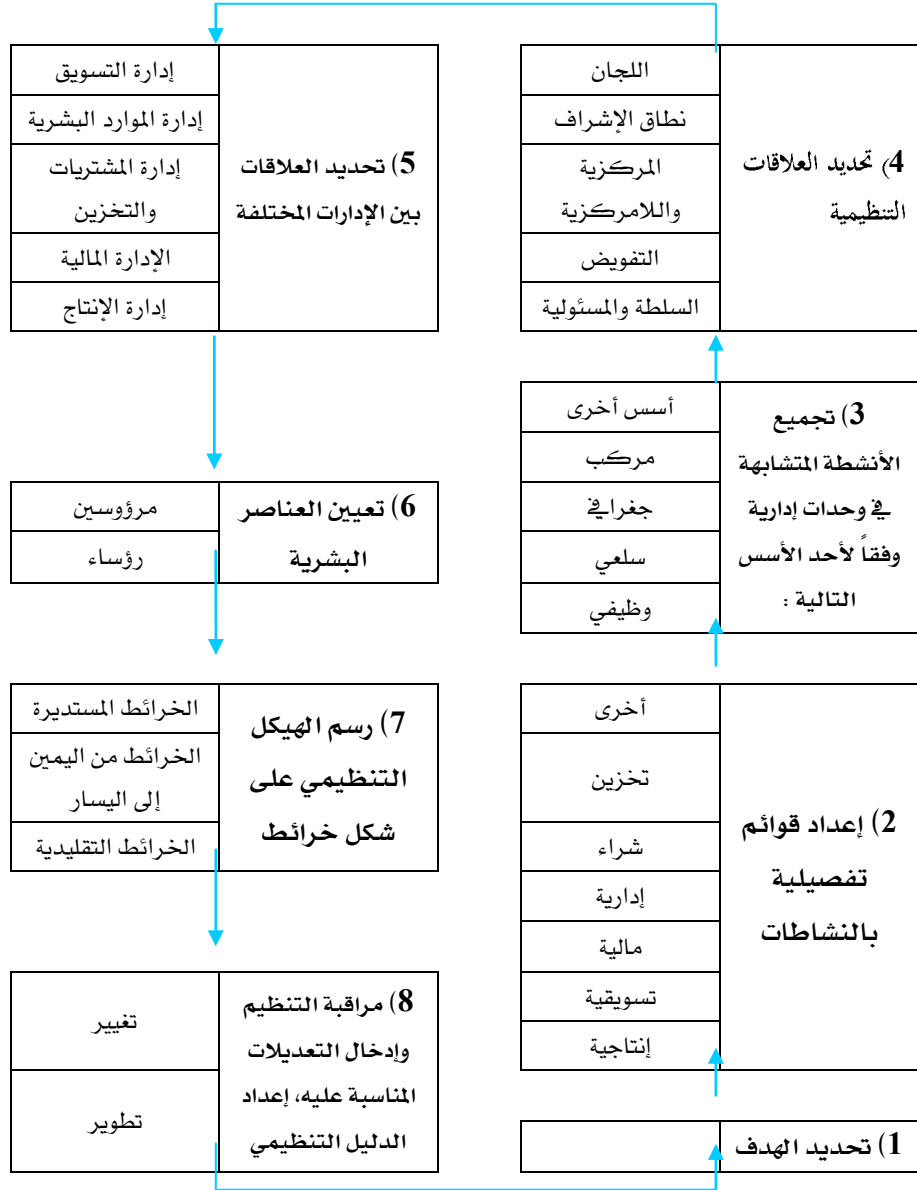 اللجان
نطاق الإشراف
المركزية
واللامركزية
التفويض
السلطة والمسئولية
4) تحديد العلاقات
التنظيمية
إدارة التسويق
إدارة الموارد البشرية
إدارة المشتريات
والتخزين
الإدارة المالية
إدارة الإنتاج
5) تحديد العلاقات
بين الإدارات المختلفة
3) تجميع
الأنشطة المتشابهة
في وحدات إدارية
وفقاً لأحد الأسس
التالية :
أسس أخرى
مركب
جغرافي
سلعي
وظيفي
6) تعيين العناصر
البشرية
مرؤوسين
رؤساء
2) إعداد قوائم
تفصيلية
بالنشاطات
أخرى
تخزين
شراء
إدارية
مالية
تسويقية
إنتاجية
7) رسم الهيكل
التنظيمي على
شكل خرائط
الخرائط المستديرة
الخرائط من اليمين
إلى اليسار
الخرائط التقليدية
8) مراقبة التنظيم
وإدخال التعديلات
المناسبة عليه، إعداد
الدليل التنظيمي
تغيير
تطوير
1) تحديد الهدف